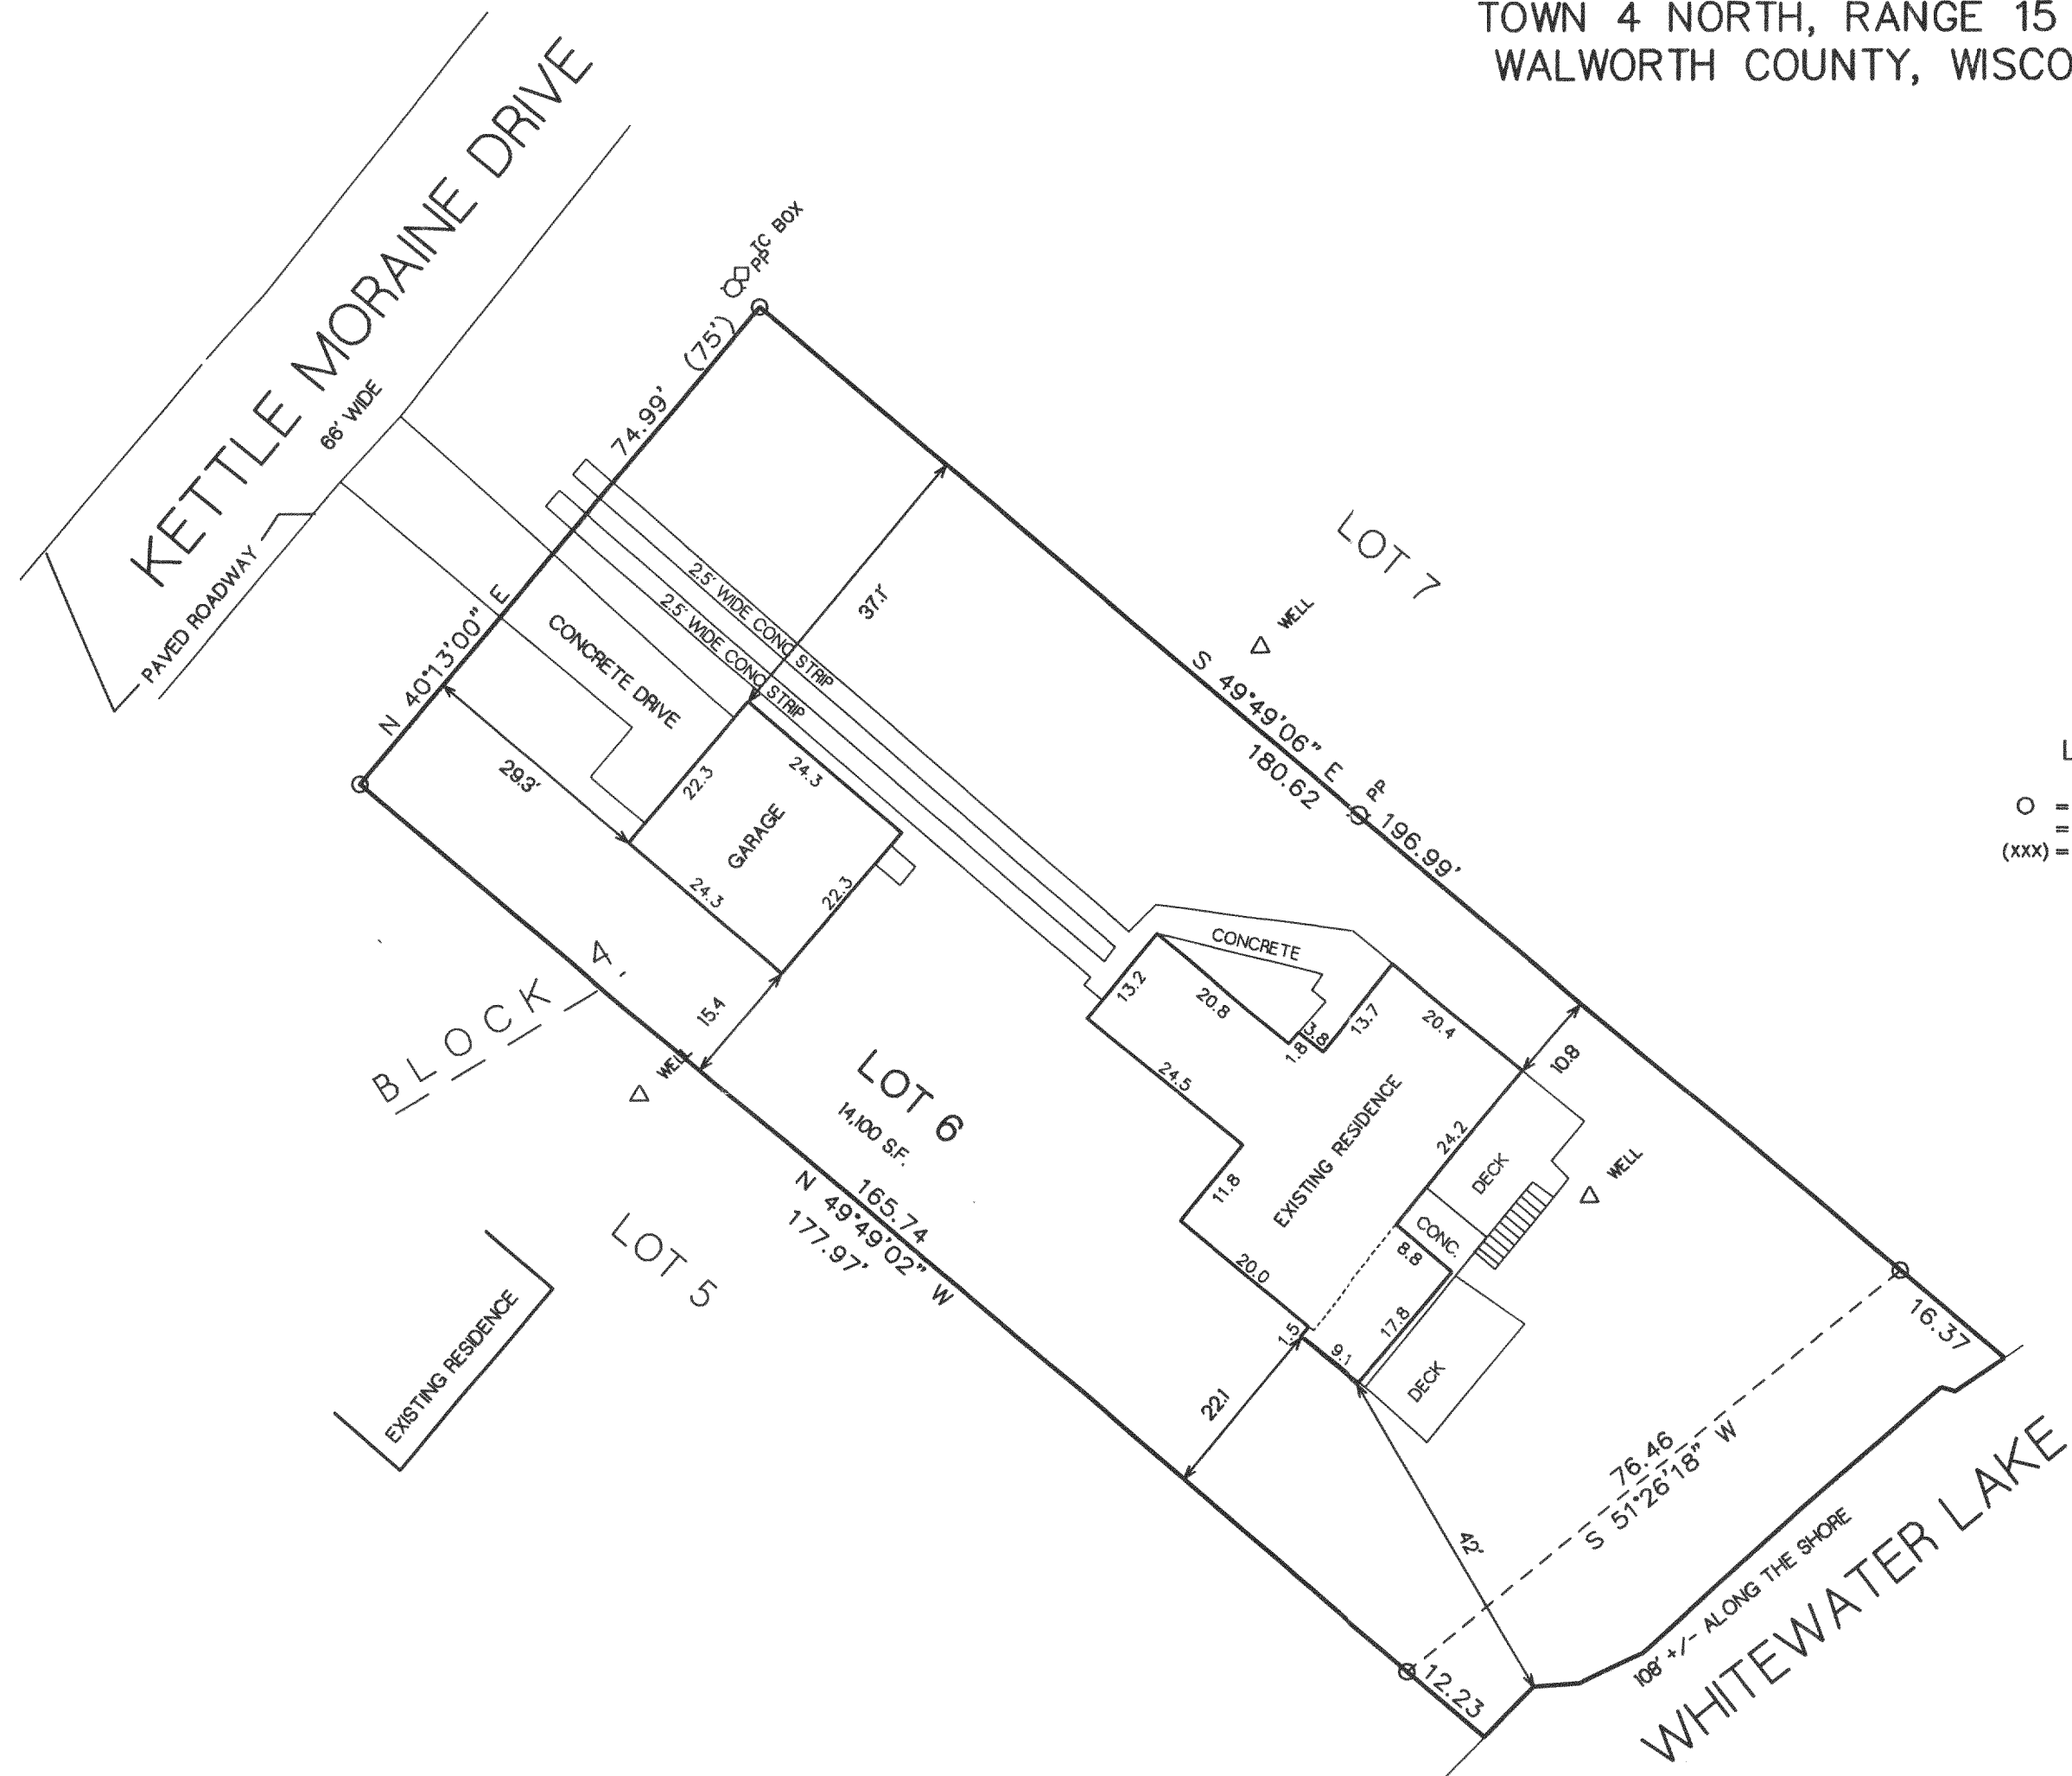 TOWN 4 NORTH, RANGE 15
WALWORTH COUNTY, WISCO
KETTLE MORAINE DRIVE
66' WIDE
PAVED ROADWAY
TC BOX
PP
74.99' (75')
N 40°13'00" E
2.5' WIDE CONC STRIP
2.5' WIDE CONC STRIP
37.1'
CONCRETE DRIVE
29.3'
22.3
24.3
GARAGE
24.3
22.3
15.4
LOT 7
WELL
S 49°49'06" E
180.62
PP
196.99'
L
O =
=
(XXX) =
BLOCK 4,
WELL
LOT 6
14,100 S.F.
165.74
N 49°49'02" W
177.97'
LOT 5
EXISTING RESIDENCE
CONCRETE
13.2
20.8
3.8
1.8
13.7
20.4
10.8
24.5
11.8
EXISTING RESIDENCE
24.2
DECK
WELL
CONC.
8.8
20.0
17.8
1.5
9.1
DECK
22.1
42'
16.37
76.46
S 51°26'18" W
12.23
108' +/- ALONG THE SHORE
WHITEWATER LAKE